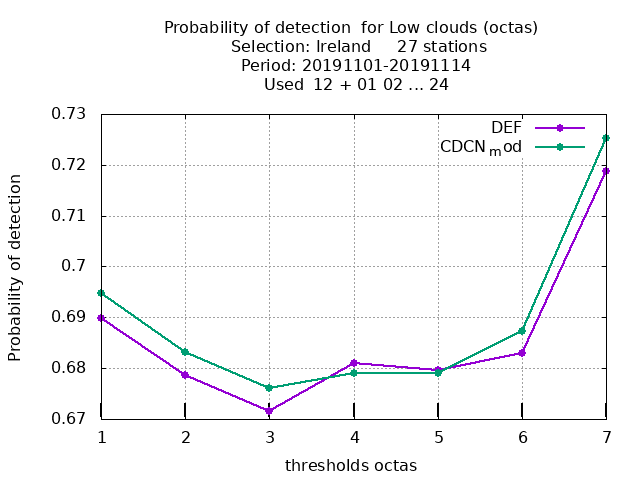 Probability of detection  for Low clouds (octas)
Selection: Ireland     27 stations
Period: 20191101-20191114
Used  12 + 01 02 ... 24
DEF
CDCNmod
0.73
0.72
0.71
0.7
0.69
0.68
0.67
Probability of detection
1 2 3 4 5 6 7
thresholds octas